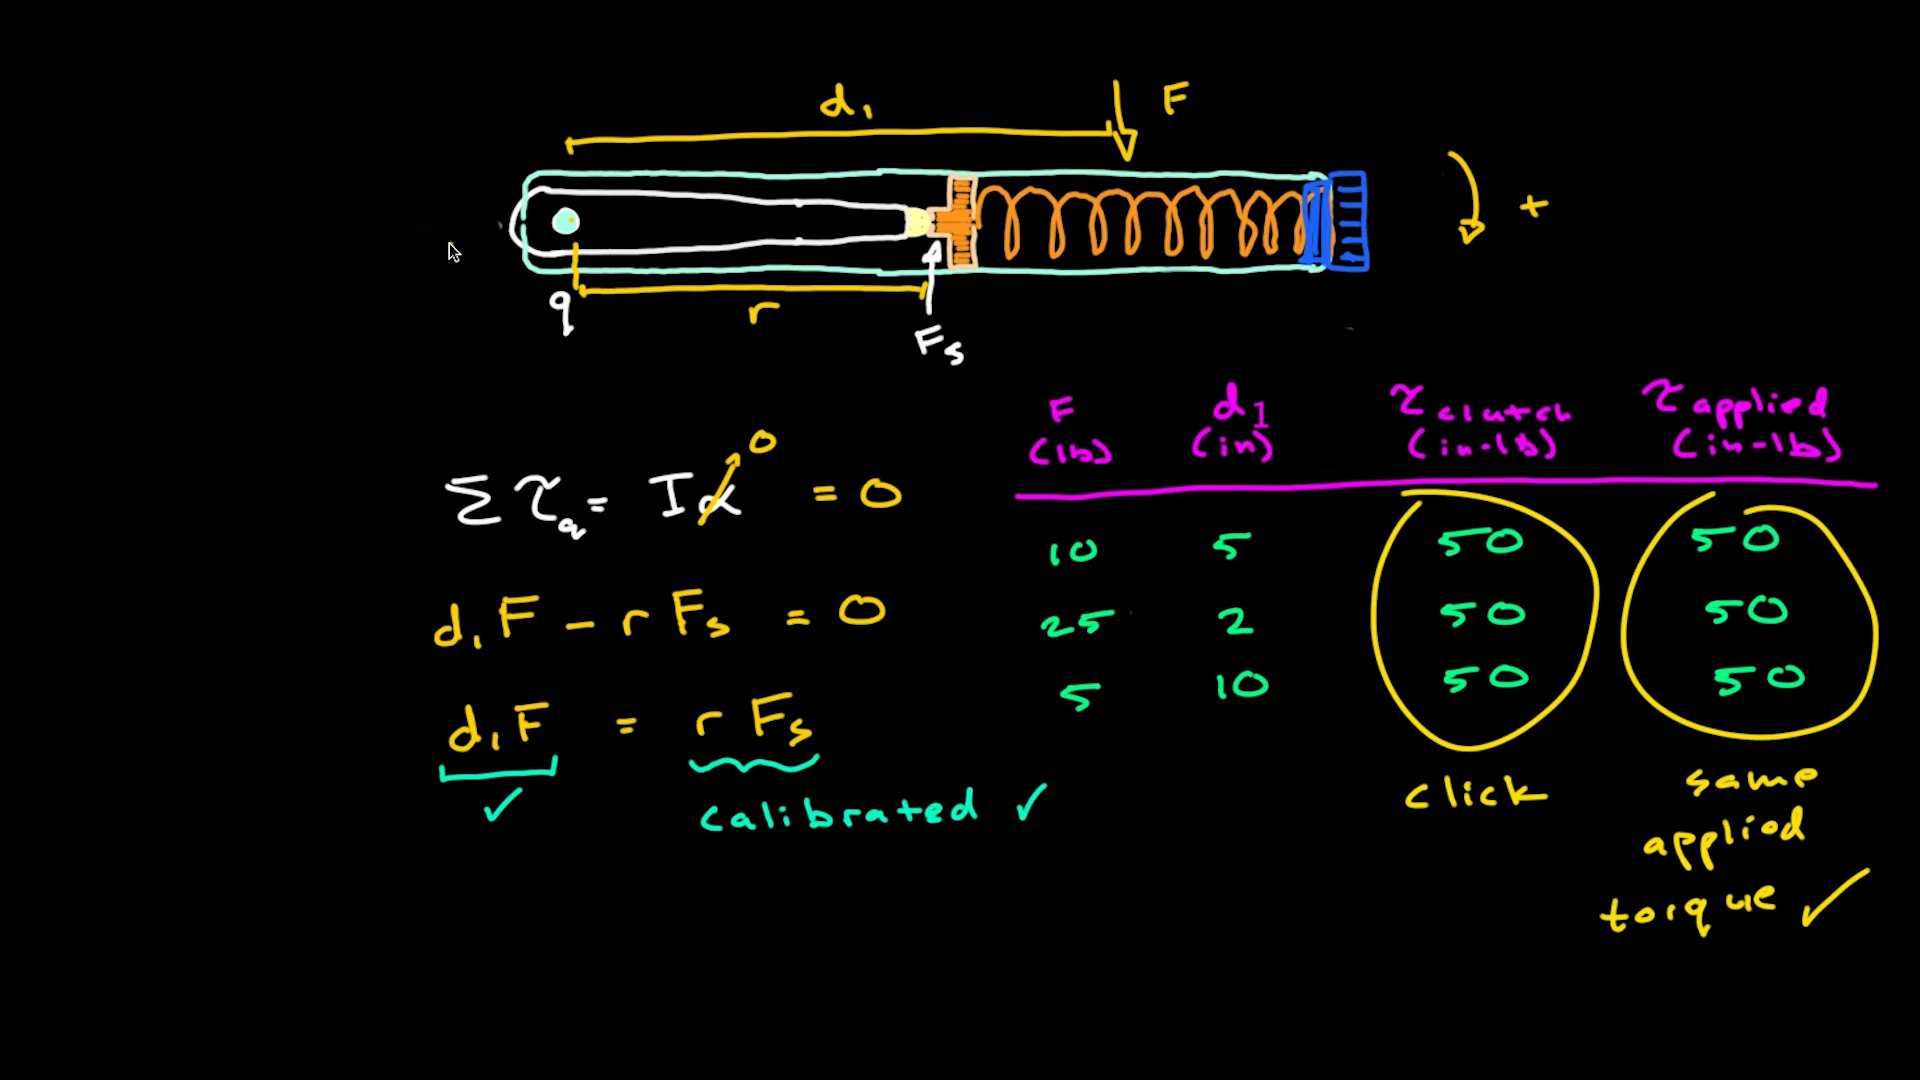 d₁
F
+
q
r
Fs
F d₁ τclutch τapplied
(lb) (in) (in-lb) (in-lb)
0
Στq = Iα = 0
10 5 50 50
d₁F - rFs = 0
25 2 50 50
5 10 50 50
d₁F = rFs
✓
calibrated ✓
click
same
applied
torque ✓